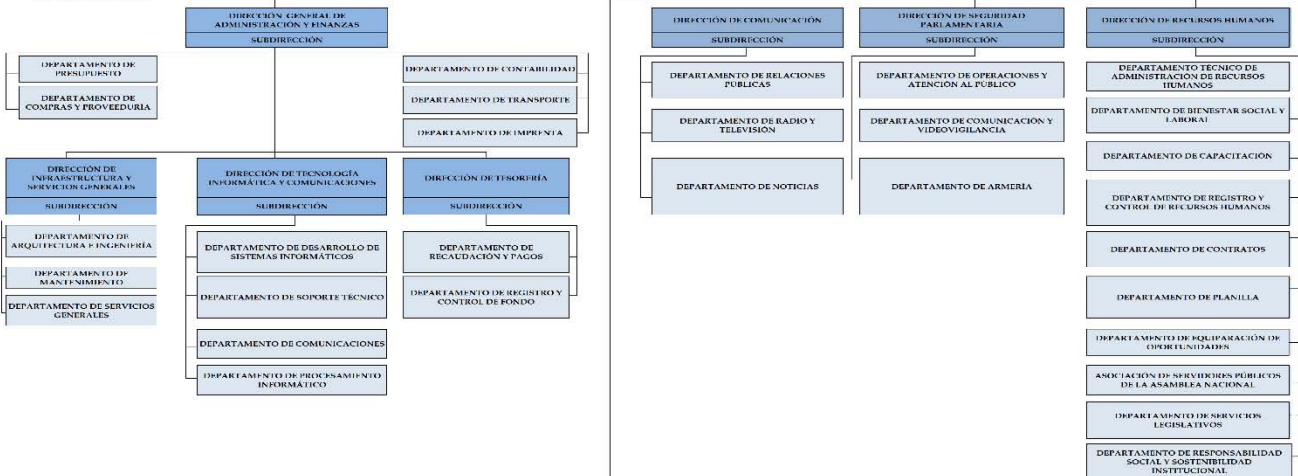 DIRECCIÓN GENERAL DE
ADMINISTRACIÓN Y FINANZAS
SUBDIRECCIÓN
DEPARTAMENTO DE
PRESUPUESTO
DEPARTAMENTO DE
COMPRAS Y PROVEEDURÍA
DEPARTAMENTO DE CONTABILIDAD
DEPARTAMENTO DE TRANSPORTE
DEPARTAMENTO DE IMPRENTA
DIRECCIÓN DE
INFRAESTRUCTURA Y
SERVICIOS GENERALES
SUBDIRECCIÓN
DEPARTAMENTO DE
ARQUITECTURA E INGENIERÍA
DEPARTAMENTO DE
MANTENIMIENTO
DEPARTAMENTO DE SERVICIOS
GENERALES
DIRECCIÓN DE TECNOLOGÍA
INFORMÁTICA Y COMUNICACIONES
SUBDIRECCIÓN
DEPARTAMENTO DE DESARROLLO DE
SISTEMAS INFORMÁTICOS
DEPARTAMENTO DE SOPORTE TÉCNICO
DEPARTAMENTO DE COMUNICACIONES
DEPARTAMENTO DE PROCESAMIENTO
INFORMÁTICO
DIRECCIÓN DE TESORERÍA
SUBDIRECCIÓN
DEPARTAMENTO DE
RECAUDACIÓN Y PAGOS
DEPARTAMENTO DE REGISTRO Y
CONTROL DE FONDO
DIRECCIÓN DE COMUNICACIÓN
SUBDIRECCIÓN
DEPARTAMENTO DE RELACIONES
PÚBLICAS
DEPARTAMENTO DE RADIO Y
TELEVISIÓN
DEPARTAMENTO DE NOTICIAS
DIRECCIÓN DE SEGURIDAD
PARLAMENTARIA
SUBDIRECCIÓN
DEPARTAMENTO DE OPERACIONES Y
ATENCIÓN AL PÚBLICO
DEPARTAMENTO DE COMUNICACIÓN Y
VIDEOVIGILANCIA
DEPARTAMENTO DE ARMERÍA
DIRECCIÓN DE RECURSOS HUMANOS
SUBDIRECCIÓN
DEPARTAMENTO TÉCNICO DE
ADMINISTRACIÓN DE RECURSOS
HUMANOS
DEPARTAMENTO DE BIENESTAR SOCIAL Y
LABORAL
DEPARTAMENTO DE CAPACITACIÓN
DEPARTAMENTO DE REGISTRO Y
CONTROL DE RECURSOS HUMANOS
DEPARTAMENTO DE CONTRATOS
DEPARTAMENTO DE PLANILLA
DEPARTAMENTO DE EQUIPARACIÓN DE
OPORTUNIDADES
ASOCIACIÓN DE SERVIDORES PÚBLICOS
DE LA ASAMBLEA NACIONAL
DEPARTAMENTO DE SERVICIOS
LEGISLATIVOS
DEPARTAMENTO DE RESPONSABILIDAD
SOCIAL Y SOSTENIBILIDAD
INSTITUCIONAL